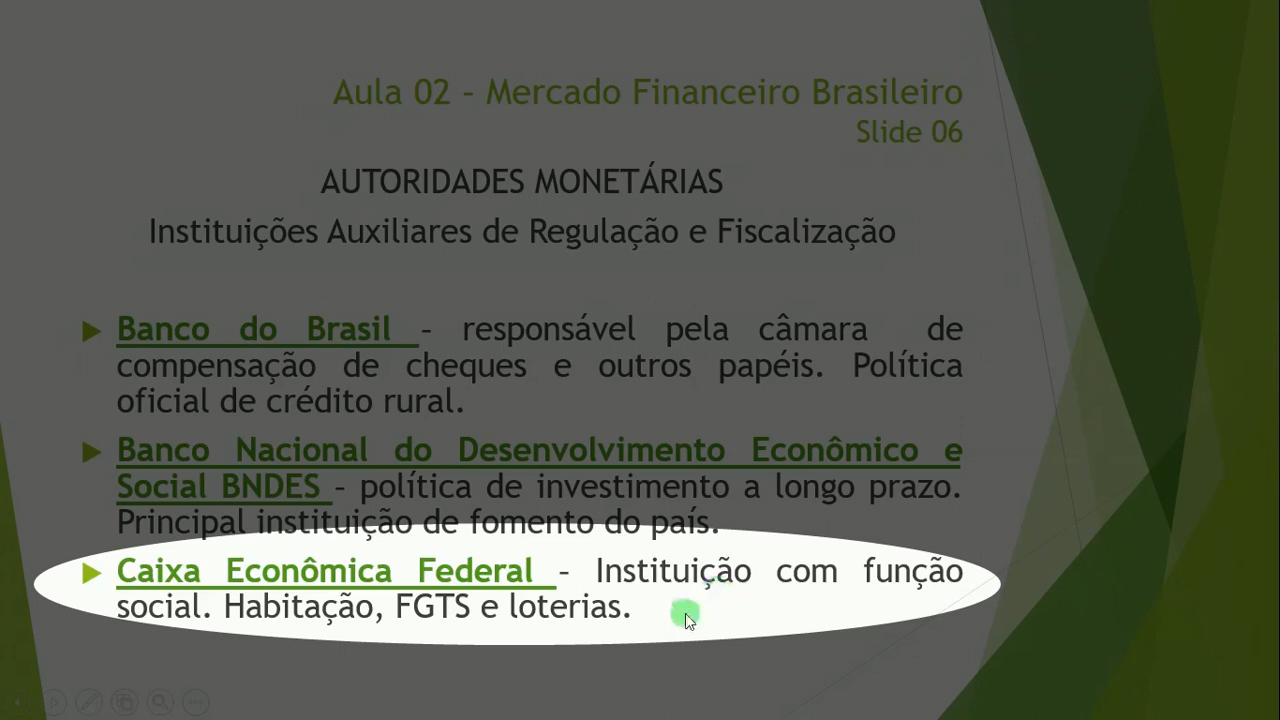 Aula 02 - Mercado Financeiro Brasileiro
Slide 06
AUTORIDADES MONETÁRIAS
Instituições Auxiliares de Regulação e Fiscalização
Banco do Brasil - responsável pela câmara de
compensação de cheques e outros papéis. Política
oficial de crédito rural.
Banco Nacional do Desenvolvimento Econômico e
Social BNDES - política de investimento a longo prazo.
Principal instituição de fomento do país.
Caixa Econômica Federal - Instituição com função
social. Habitação, FGTS e loterias.